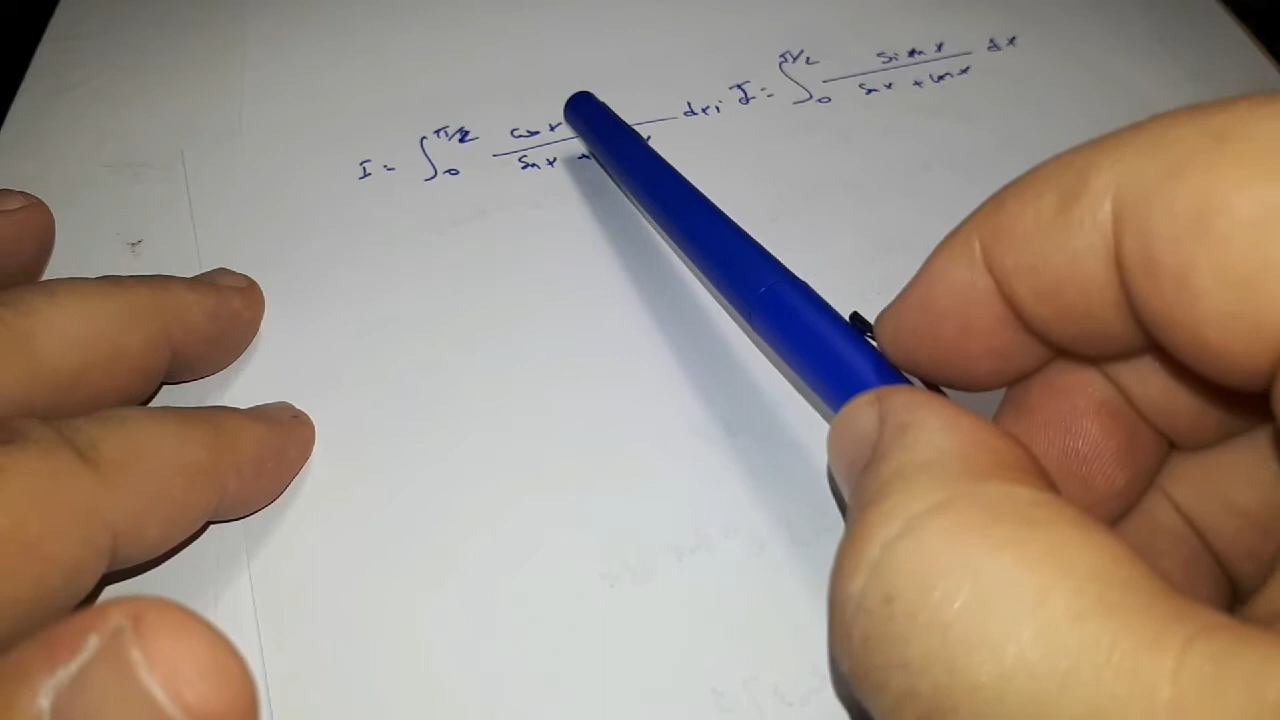 I = ∫₀^{π/2} cos x / sin x + dx ; I = ∫₀^{π/2} sin x / sin x + cos x dx